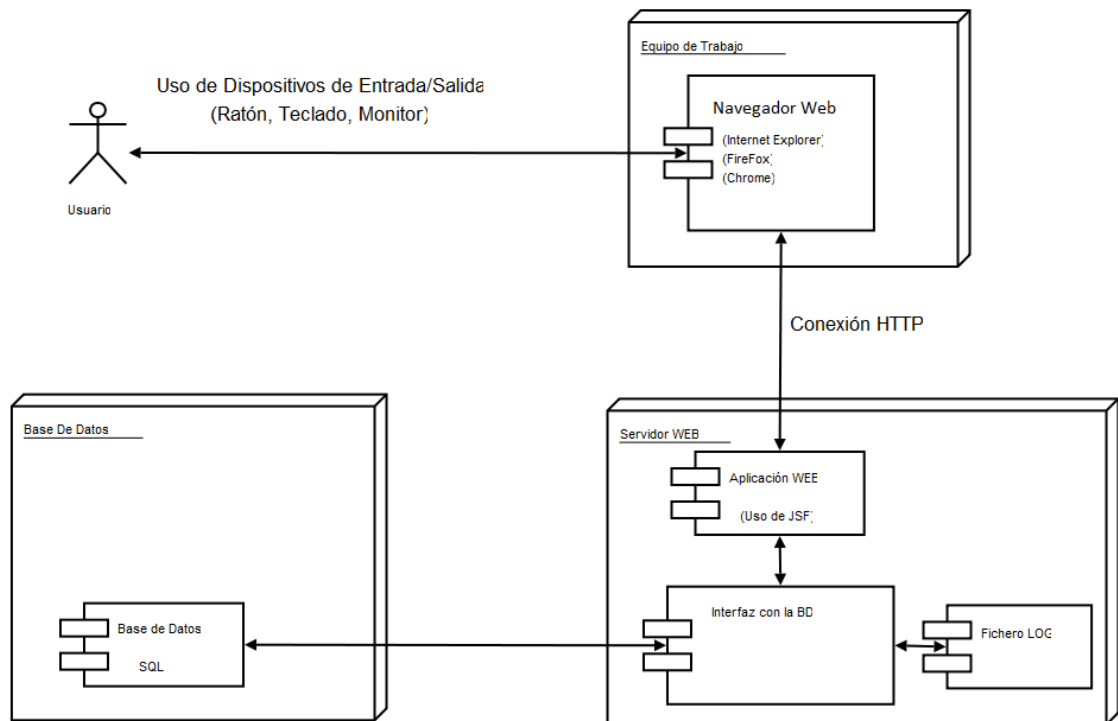 Equipo de Trabajo
Uso de Dispositivos de Entrada/Salida
(Ratón, Teclado, Monitor)
Navegador Web
(Internet Explorer)
(FireFox)
(Chrome)
Usuario
Conexión HTTP
Base De Datos
Servidor WEB
Aplicación WEB
(Uso de JSF)
Base de Datos
SQL
Interfaz con la BD
Fichero LOG